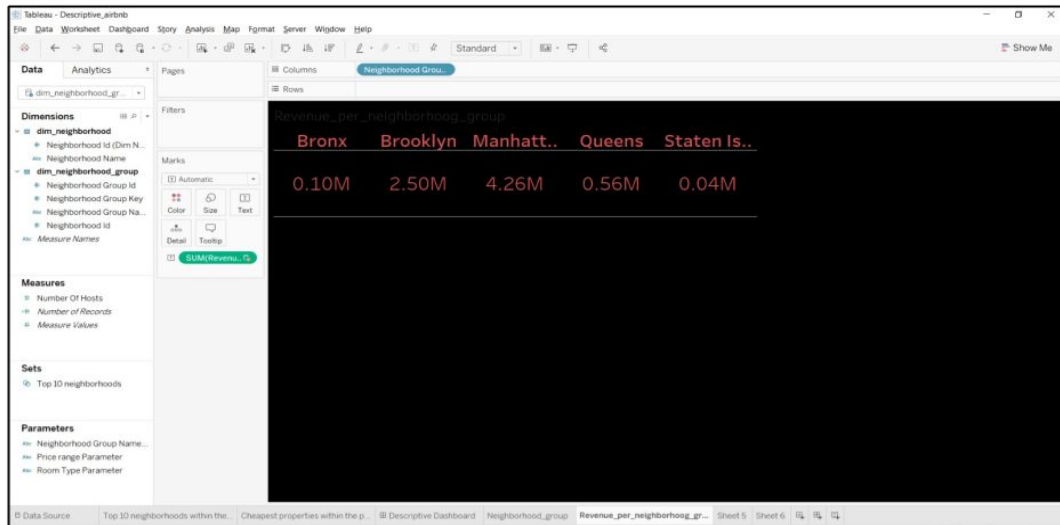 Tableau - Descriptive_airbnb
File Data Worksheet Dashboard Story Analysis Map Format Server Window Help
Standard
Show Me
Data Analytics
dim_neighborhood_gr...
Dimensions
dim_neighborhood
Neighborhood Id (Dim N...
Abc Neighborhood Name
dim_neighborhood_group
Neighborhood Group Id
Neighborhood Group Key
Abc Neighborhood Group Na...
Neighborhood Id
Abc Measure Names
Measures
Number Of Hosts
Number of Records
Measure Values
Sets
Top 10 neighborhoods
Parameters
Abc Neighborhood Group Name...
Abc Price range Parameter
Abc Room Type Parameter
Pages
Filters
Marks
Automatic
Color Size Text
Detail Tooltip
SUM(Revenu..
Columns Neighborhood Grou..
Rows
Revenue_per_neighborhoog_group
Bronx Brooklyn Manhatt.. Queens Staten Is..
0.10M 2.50M 4.26M 0.56M 0.04M
Data Source Top 10 neighborhoods within the... Cheapest properties within the p... Descriptive Dashboard Neighborhood_group Revenue_per_neighborhoog_gr... Sheet 5 Sheet 6